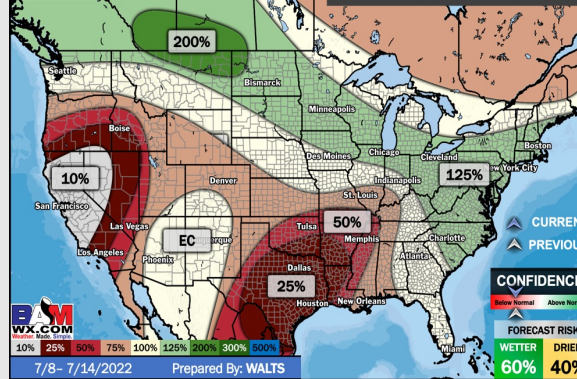 200%
Seattle
Bismarck
Minneapolis
Boise
Boston
Chicago
Cleveland
Des Moines
New York City
10%
125%
Indianapolis
Denver
St. Louis
San Francisco
50%
Las Vegas
Tulsa
CURREN
EC
Memphis
Charlotte
PREVIOU
Los Angeles
Phoenix
Atlanta
Dallas
25%
CONFIDENCE
Houston
New Orleans
Below Normal
Above Nor
BAM
WX.COM
Weather. Made. Simple.
FORECAST RISK
Miami
WETTER
DRIE
10% 25% 50% 75% 100% 125% 200% 300% 500%
60%
40%
7/8– 7/14/2022
Prepared By: WALTS